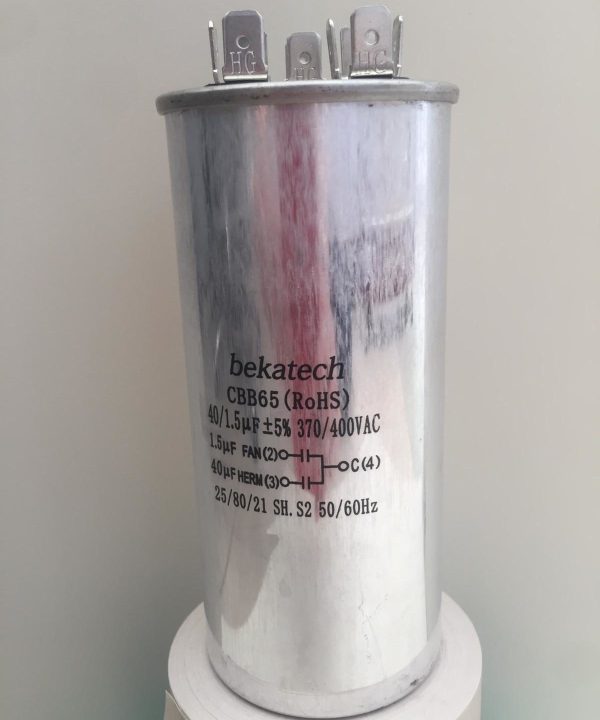 HG
HG
HG
bekatech
CBB65(RoHS)
40/1.5µF±5% 370/400VAC
1.5µF FAN(2)
C(4)
40µF HERM(3)
25/80/21 SH.S2 50/60Hz